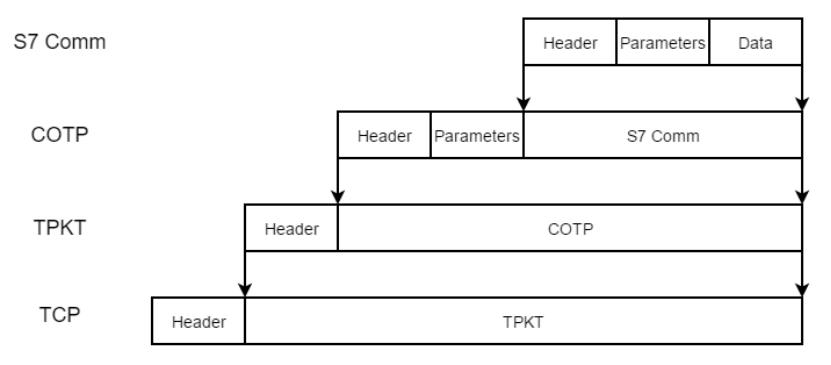 S7 Comm Header Parameters Data
COTP Header Parameters S7 Comm
TPKT Header COTP
TCP Header TPKT